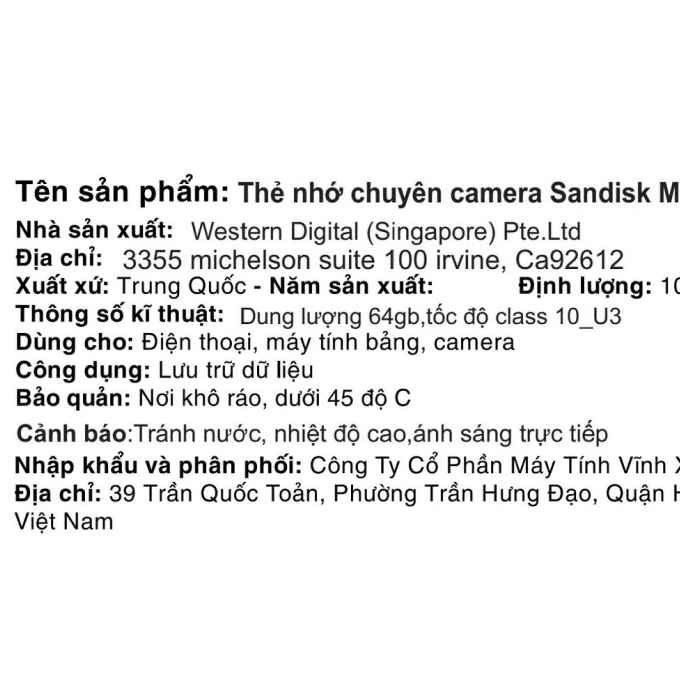 Tên sản phẩm: Thẻ nhớ chuyên camera Sandisk M
Nhà sản xuất: Western Digital (Singapore) Pte.Ltd
Địa chỉ: 3355 michelson suite 100 irvine, Ca92612
Xuất xứ: Trung Quốc - Năm sản xuất: Định lượng: 10
Thông số kĩ thuật: Dung lượng 64gb,tốc độ class 10_U3
Dùng cho: Điện thoại, máy tính bảng, camera
Công dụng: Lưu trữ dữ liệu
Bảo quản: Nơi khô ráo, dưới 45 độ C
Cảnh báo:Tránh nước, nhiệt độ cao,ánh sáng trực tiếp
Nhập khẩu và phân phối: Công Ty Cổ Phần Máy Tính Vĩnh
Địa chỉ: 39 Trần Quốc Toản, Phường Trần Hưng Đạo, Quận
Việt Nam